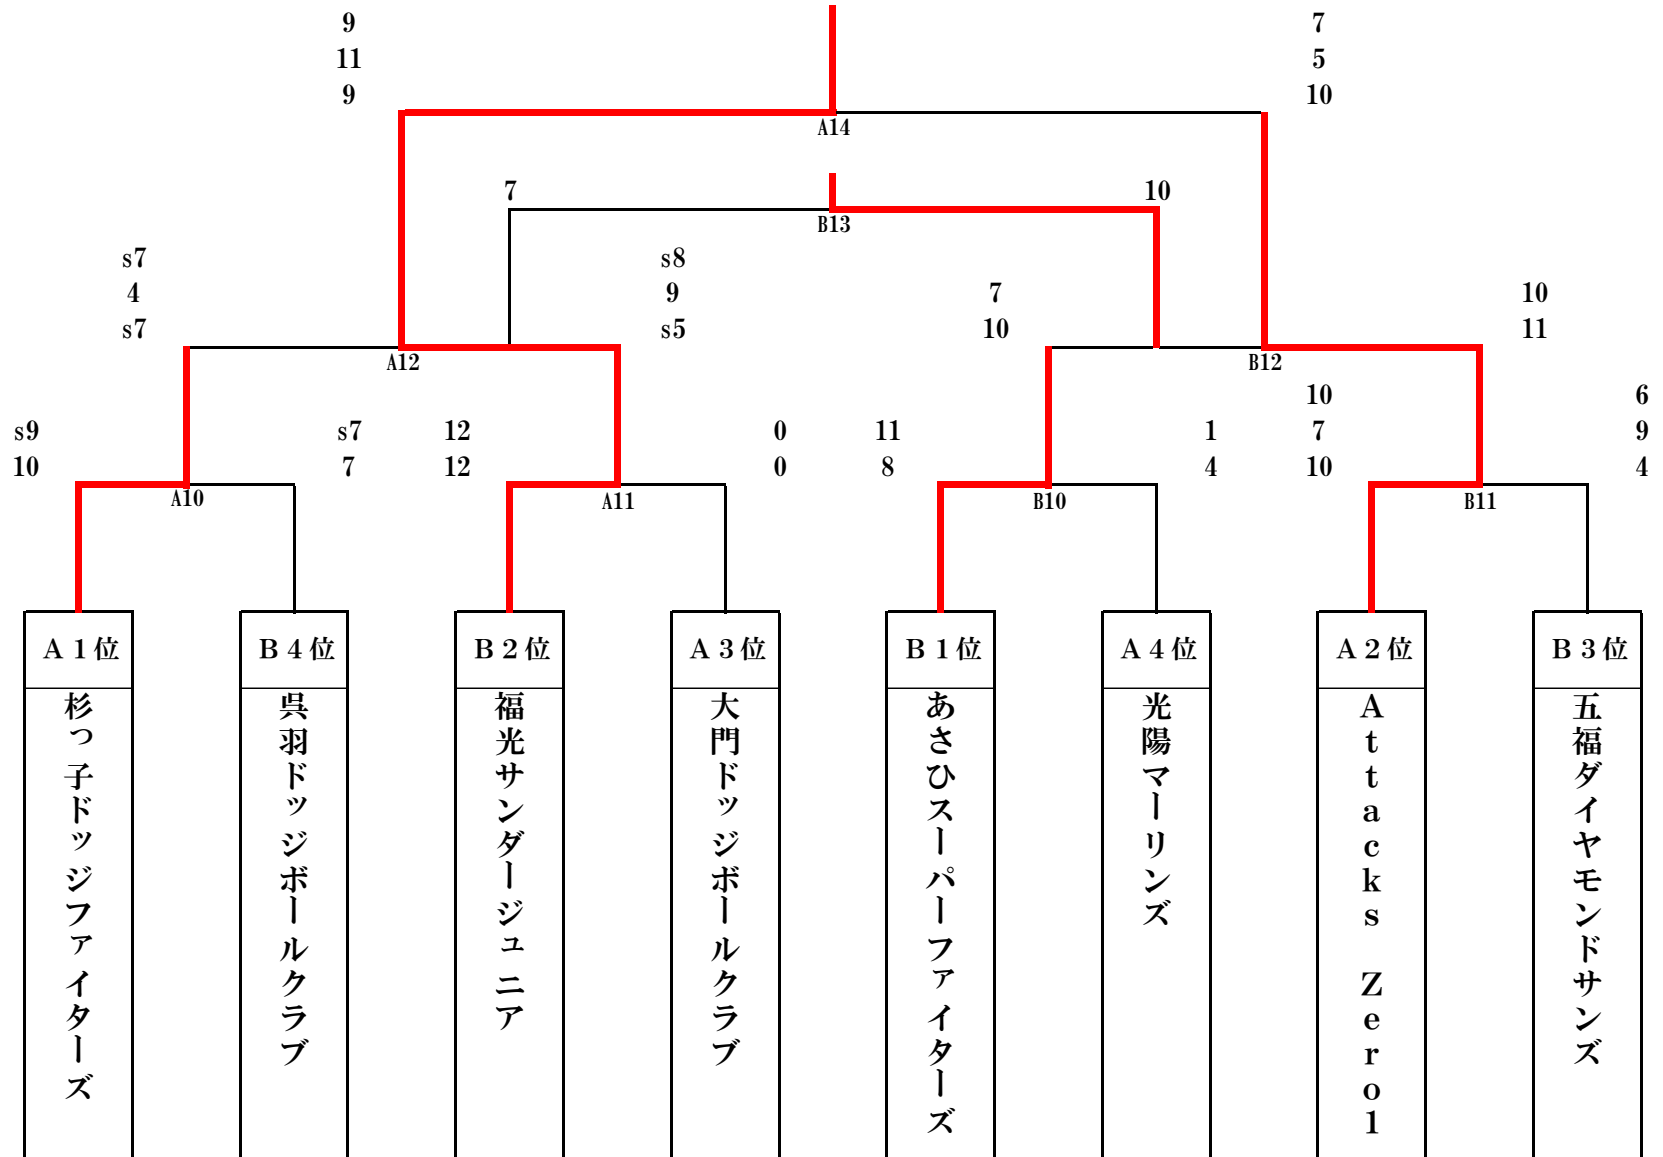 9 7
11 5
9 10
A14
7 10
B13
s7 s8
4 9 7 10
s7 s5 10 11
A12 B12
10 6
s9 s7 12 0 11 1 7 9
10 7 12 0 8 4 10 4
A10 A11 B10 B11
A1位 B4位 B2位 A3位 B1位 A4位 A2位 B3位
杉っ子ドッジファイターズ
呉羽ドッジボールクラブ
福光サンダージュニア
大門ドッジボールクラブ
あさひスーパーファイターズ
光陽マーリンズ
Attacks Zero1
五福ダイヤモンドサンズ